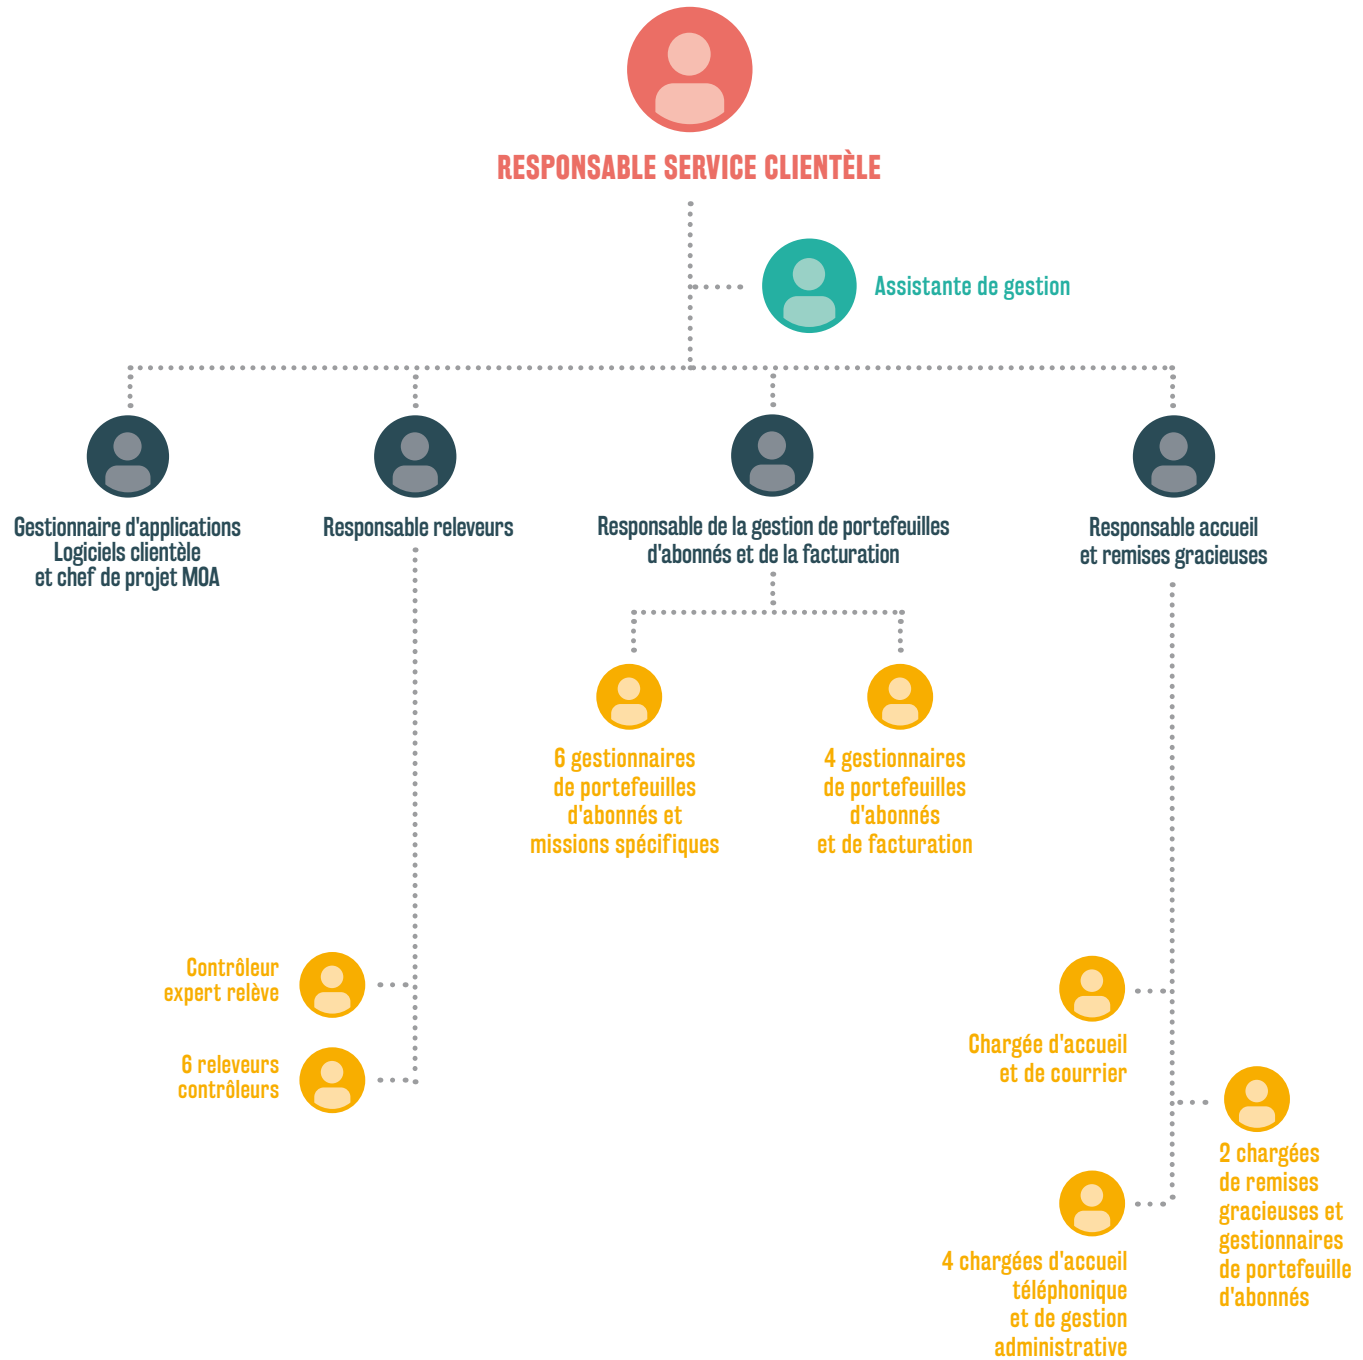 RESPONSABLE SERVICE CLIENTÈLE
Assistante de gestion
Gestionnaire d'applications
Logiciels clientèle
et chef de projet MOA
Responsable releveurs
Responsable de la gestion de portefeuilles
d'abonnés et de la facturation
Responsable accueil
et remises gracieuses
6 gestionnaires
de portefeuilles
d'abonnés et
missions spécifiques
4 gestionnaires
de portefeuilles
d'abonnés
et de facturation
Contrôleur
expert relève
6 releveurs
contrôleurs
Chargée d'accueil
et de courrier
2 chargées
de remises
gracieuses et
gestionnaires
de portefeuille
d'abonnés
4 chargées d'accueil
téléphonique
et de gestion
administrative